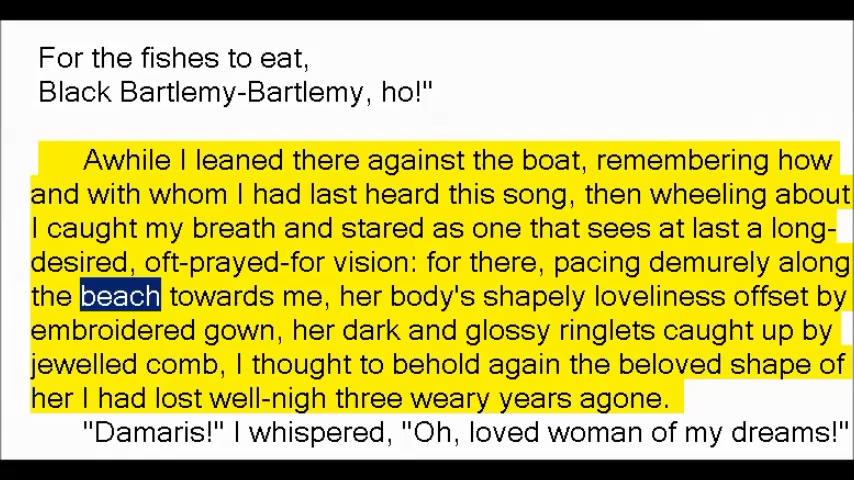 For the fishes to eat,
Black Bartlemy-Bartlemy, ho!"
Awhile I leaned there against the boat, remembering how
and with whom I had last heard this song, then wheeling about
I caught my breath and stared as one that sees at last a long-
desired, oft-prayed-for vision: for there, pacing demurely along
the beach towards me, her body's shapely loveliness offset by
embroidered gown, her dark and glossy ringlets caught up by
jewelled comb, I thought to behold again the beloved shape of
her I had lost well-nigh three weary years agone.
"Damaris!" I whispered, "Oh, loved woman of my dreams!"